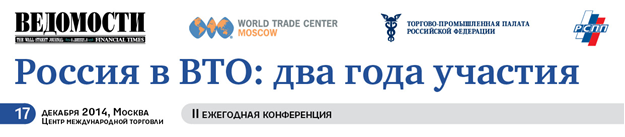 ВЕДОМОСТИ
THE WALL STREET JOURNAL & FINANCIAL TIMES
WORLD TRADE CENTER
MOSCOW
ТОРГОВО-ПРОМЫШЛЕННАЯ ПАЛАТА
РОССИЙСКОЙ ФЕДЕРАЦИИ
РСПП
Россия в ВТО: два года участия
17 ДЕКАБРЯ 2014, МОСКВА
ЦЕНТР МЕЖДУНАРОДНОЙ ТОРГОВЛИ
II ЕЖЕГОДНАЯ КОНФЕРЕНЦИЯ